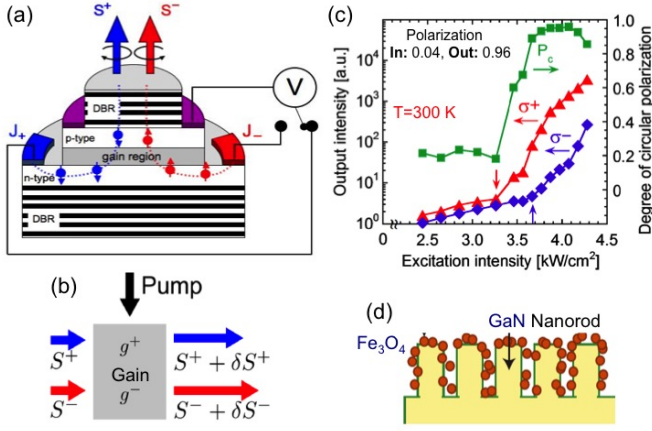 (a)
S⁺ S⁻
DBR
V
J₊ J₋
p-type
gain region
n-type
DBR
(b)
Pump
S⁺ g⁺ S⁺ + δS⁺
Gain
S⁻ g⁻ S⁻ + δS⁻
(c)
Polarization
In: 0.04, Out: 0.96
P_c
T=300 K
σ+
σ−
Output intensity [a.u.]
10⁴
10³
10²
10¹
10⁰
2.5 3.0 3.5 4.0 4.5
Excitation intensity [kW/cm²]
1.0
0.8
0.6
0.4
0.2
0
Degree of circular polarization
(d)
GaN Nanorod
Fe₃O₄